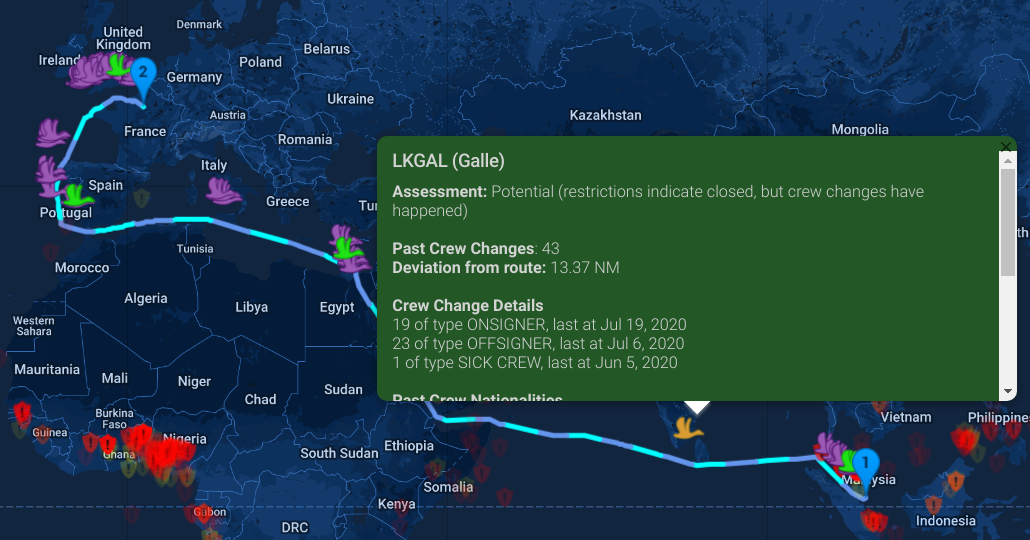 Denmark
United
Kingdom
Ireland
Belarus
Poland
Germany
2
Ukraine
Kazakhstan
Austria
France
Mongolia
Romania
Italy
Spain
Greece
Portugal
Tunisia
Morocco
Algeria
Libya
Egypt
Western
Sahara
Mauritania
Mali
Niger
Chad
Sudan
LKGAL (Galle)
Assessment: Potential (restrictions indicate closed, but crew changes have
happened)
Past Crew Changes: 43
Deviation from route: 13.37 NM
Crew Change Details
19 of type ONSIGNER, last at Jul 19, 2020
23 of type OFFSIGNER, last at Jul 6, 2020
1 of type SICK CREW, last at Jun 5, 2020
Past Crew Nationalities
Burkina
Faso
Guinea
Ghana
Nigeria
South Sudan
Ethiopia
Somalia
Kenya
Gabon
DRC
Vietnam
Philippines
1
Malaysia
Indonesia